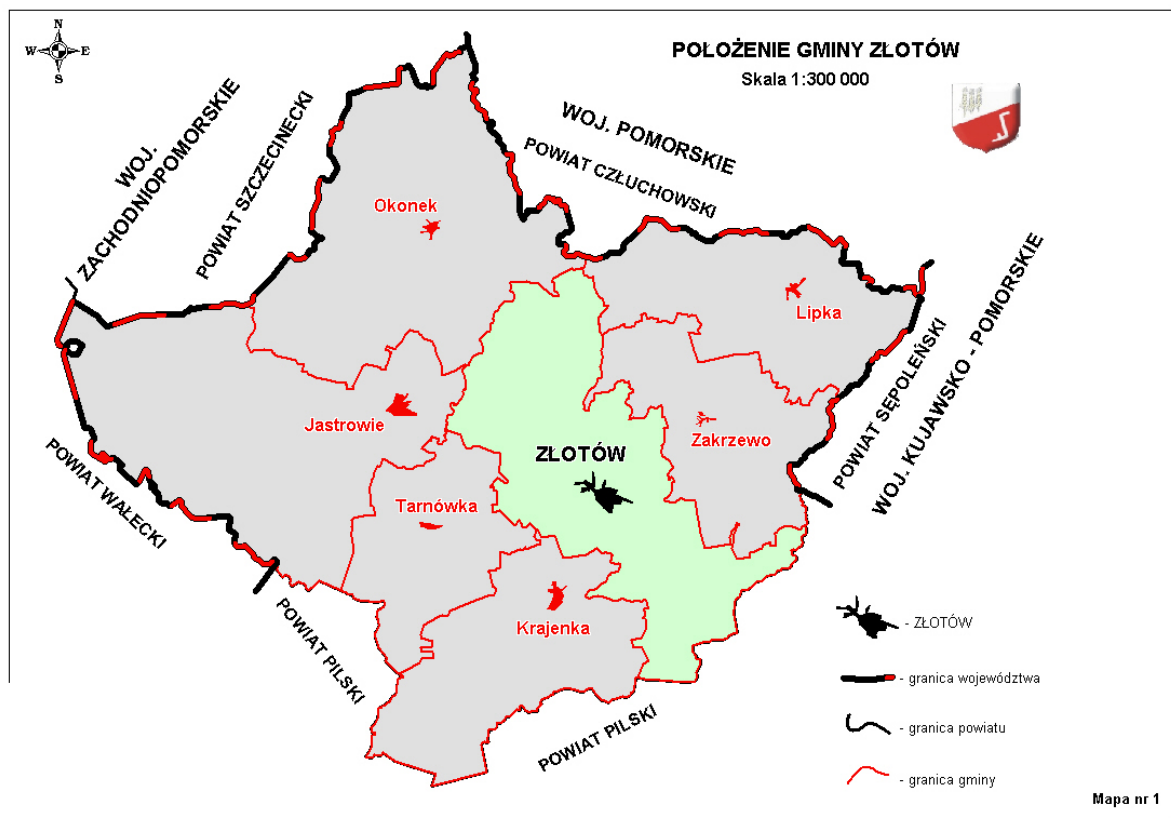 N
W E
S
POŁOŻENIE GMINY ZŁOTÓW
Skala 1:300 000
WOJ.
ZACHODNIOPOMORSKIE
POWIAT SZCZECINECKI
WOJ. POMORSKIE
POWIAT CZŁUCHOWSKI
Okonek
Lipka
WOJ. KUJAWSKO - POMORSKIE
POWIAT SĘPOLEŃSKI
Jastrowie
Zakrzewo
ZŁOTÓW
Tarnówka
POWIAT WAŁECKI
Krajenka
POWIAT PILSKI
POWIAT PILSKI
- ZŁOTÓW
- granica województwa
- granica powiatu
- granica gminy
Mapa nr 1